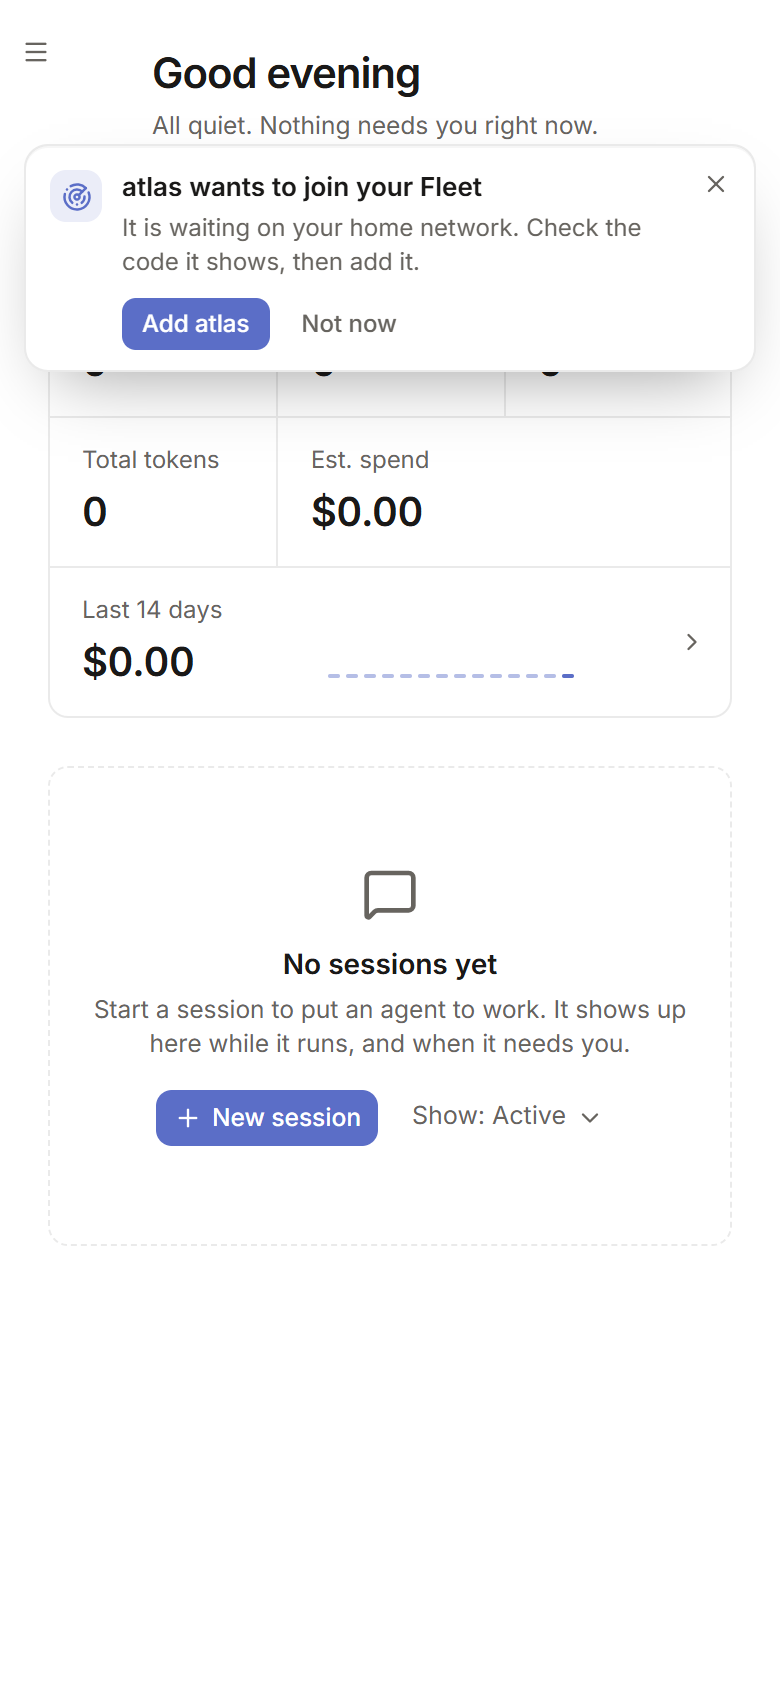 Good evening
All quiet. Nothing needs you right now.
atlas wants to join your Fleet
It is waiting on your home network. Check the
code it shows, then add it.
Add atlas
Not now
Total tokens
Est. spend
0
$0.00
Last 14 days
$0.00
No sessions yet
Start a session to put an agent to work. It shows up
here while it runs, and when it needs you.
New session
Show: Active